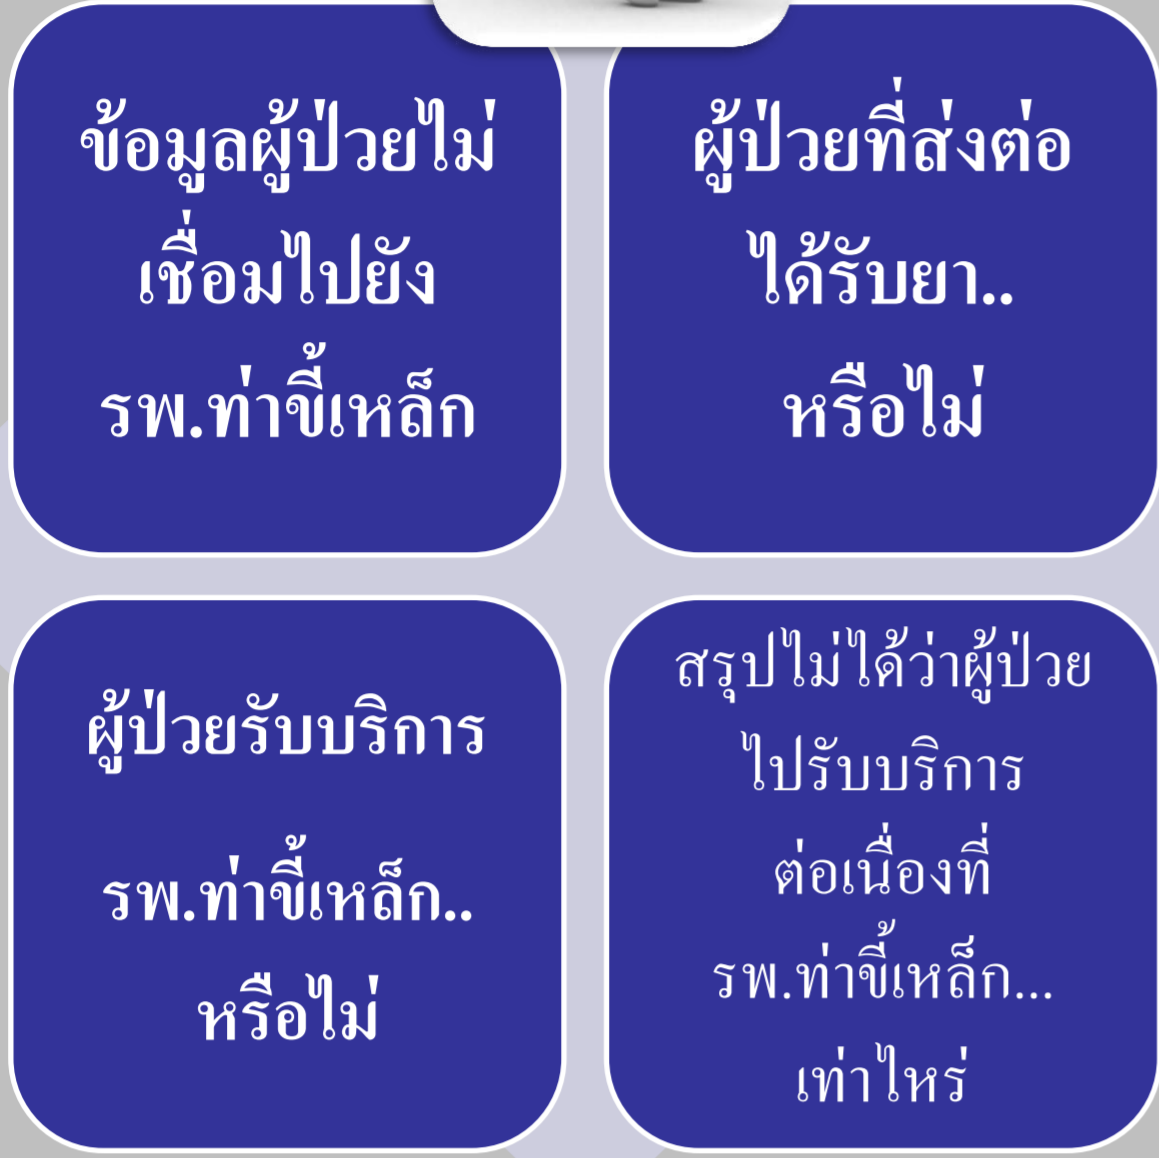 ข้อมูลผู้ป่วยไม่
เชื่อมไปยัง
รพ.ท่าขี้เหล็ก
ผู้ป่วยที่ส่งต่อ
ได้รับยา..
หรือไม่
ผู้ป่วยรับบริการ
รพ.ท่าขี้เหล็ก..
หรือไม่
สรุปไม่ได้ว่าผู้ป่วย
ไปรับบริการ
ต่อเนื่องที่
รพ.ท่าขี้เหล็ก...
เท่าไหร่